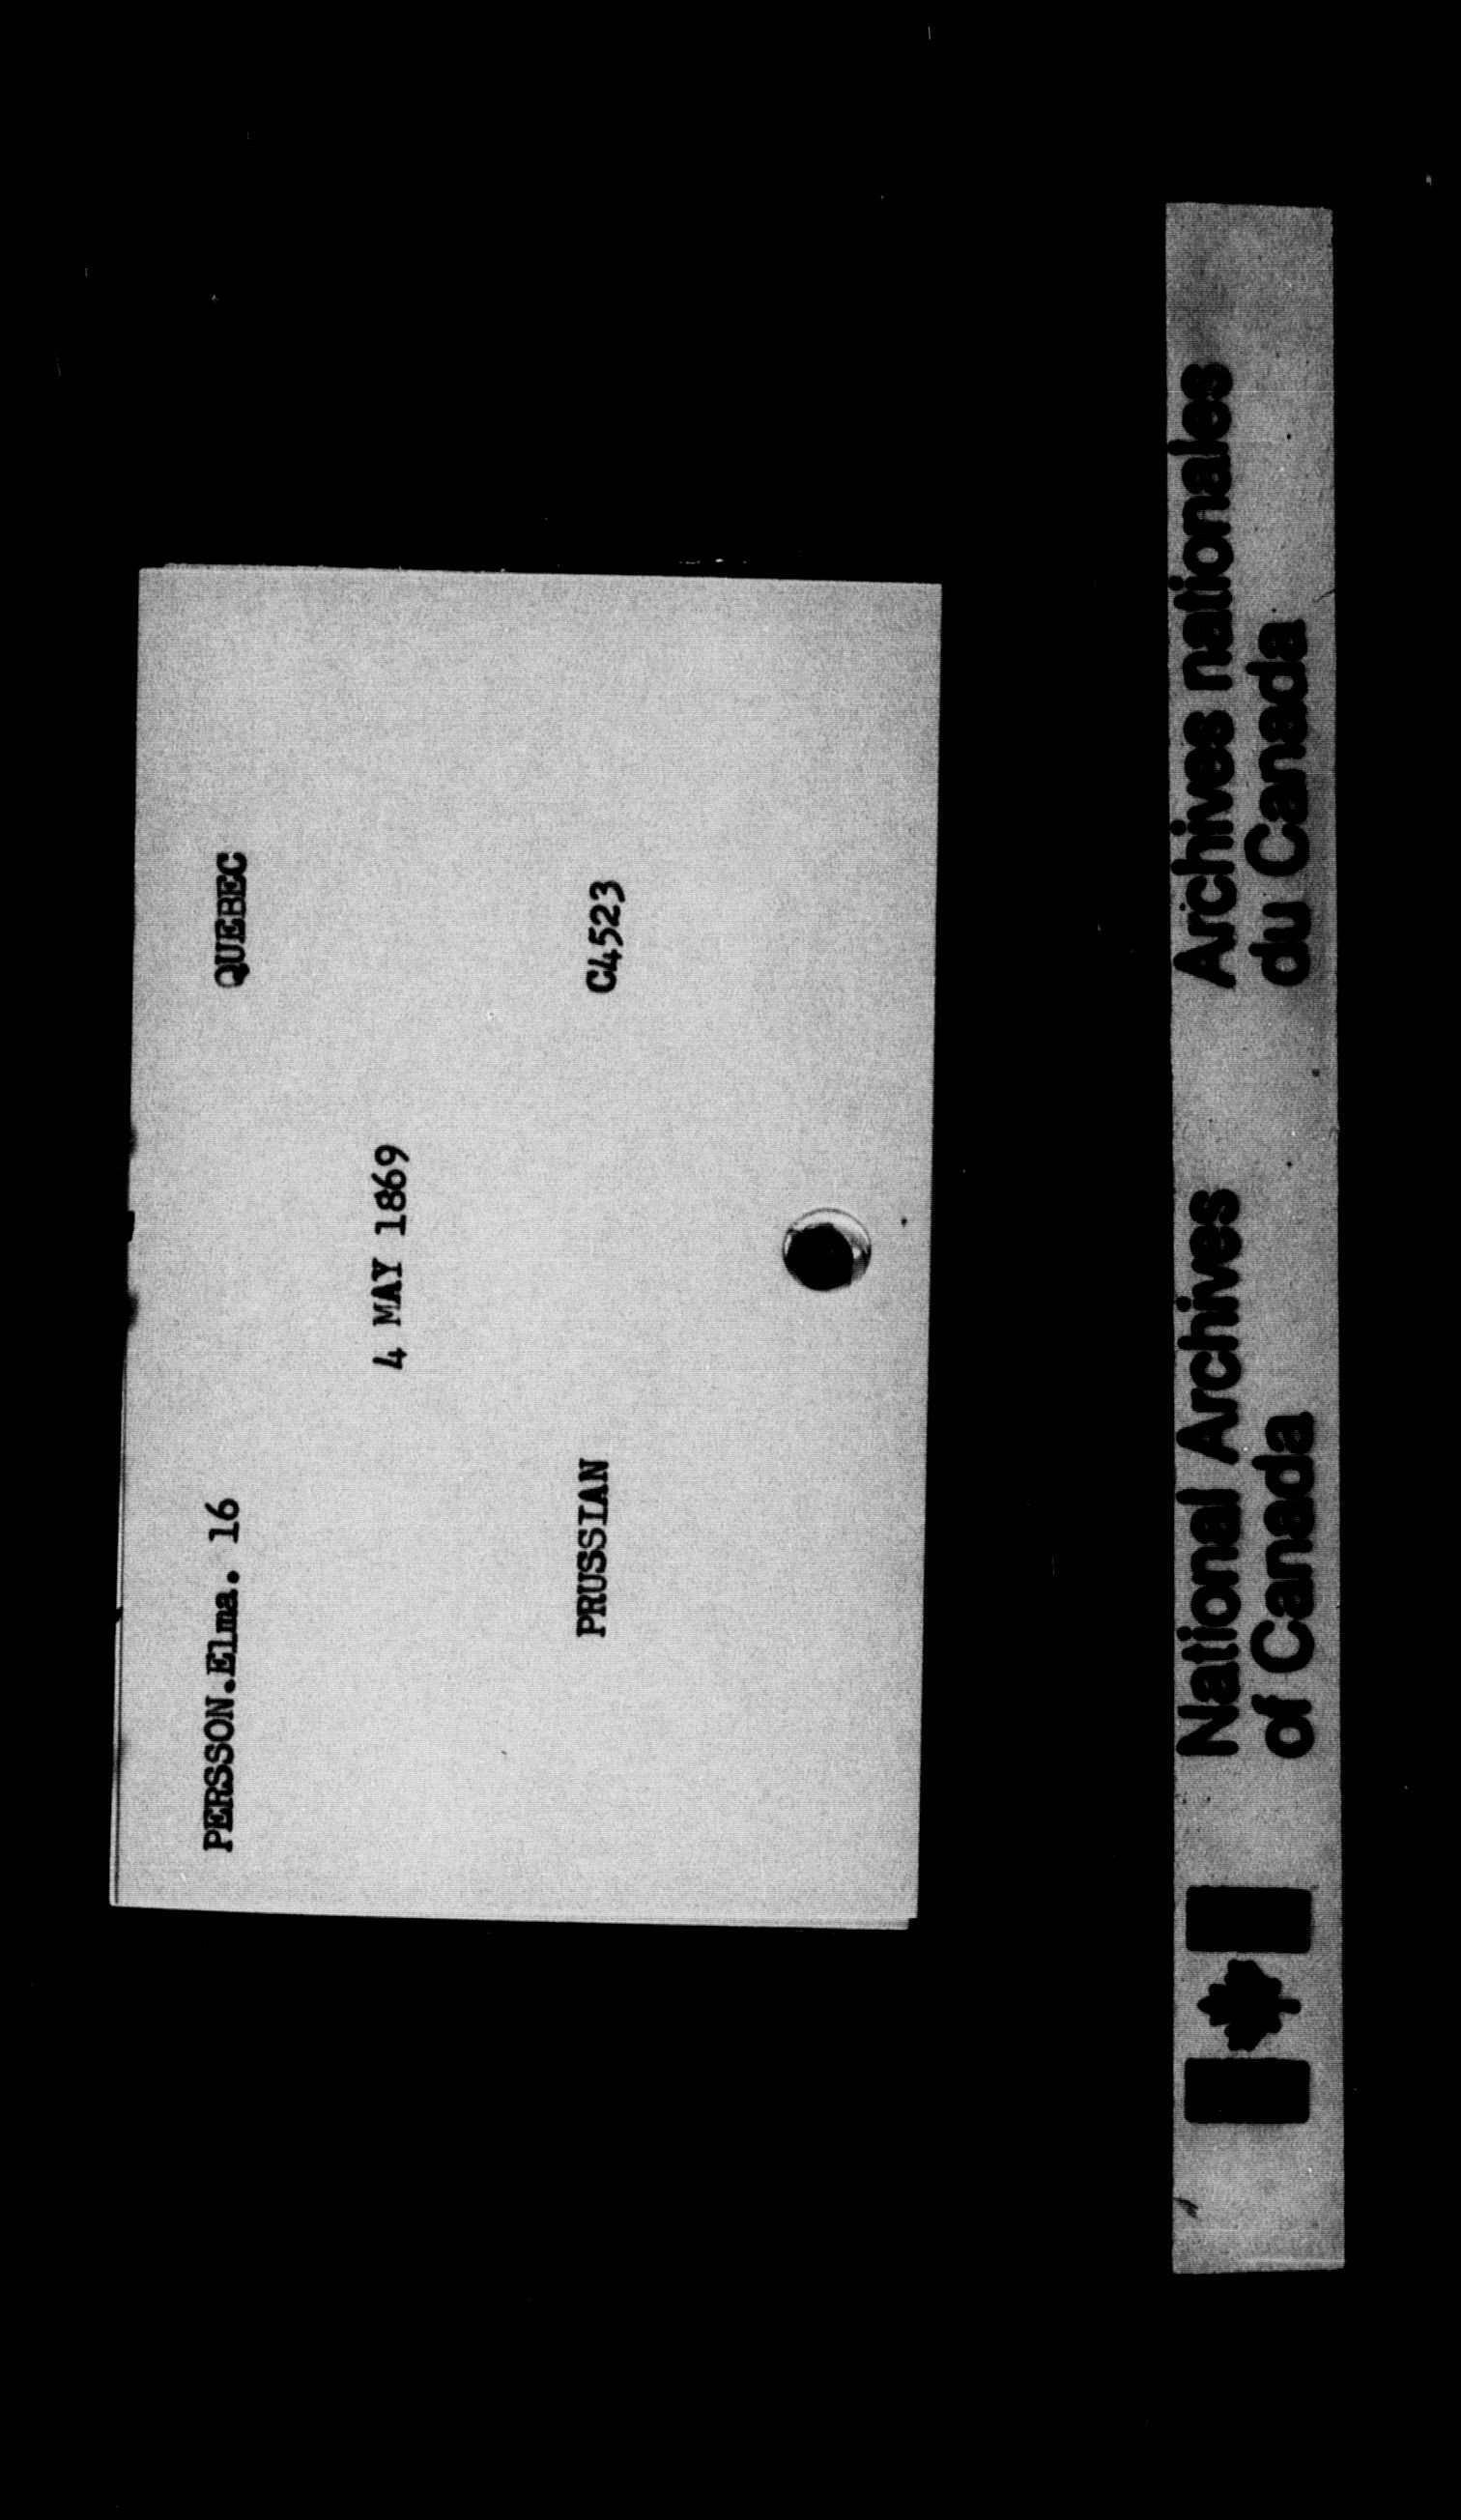 PERSSON.Elma. 16 QUEBEC
4 MAY 1869
PRUSSIAN C4523
National Archives Archives nationales
of Canada du Canada